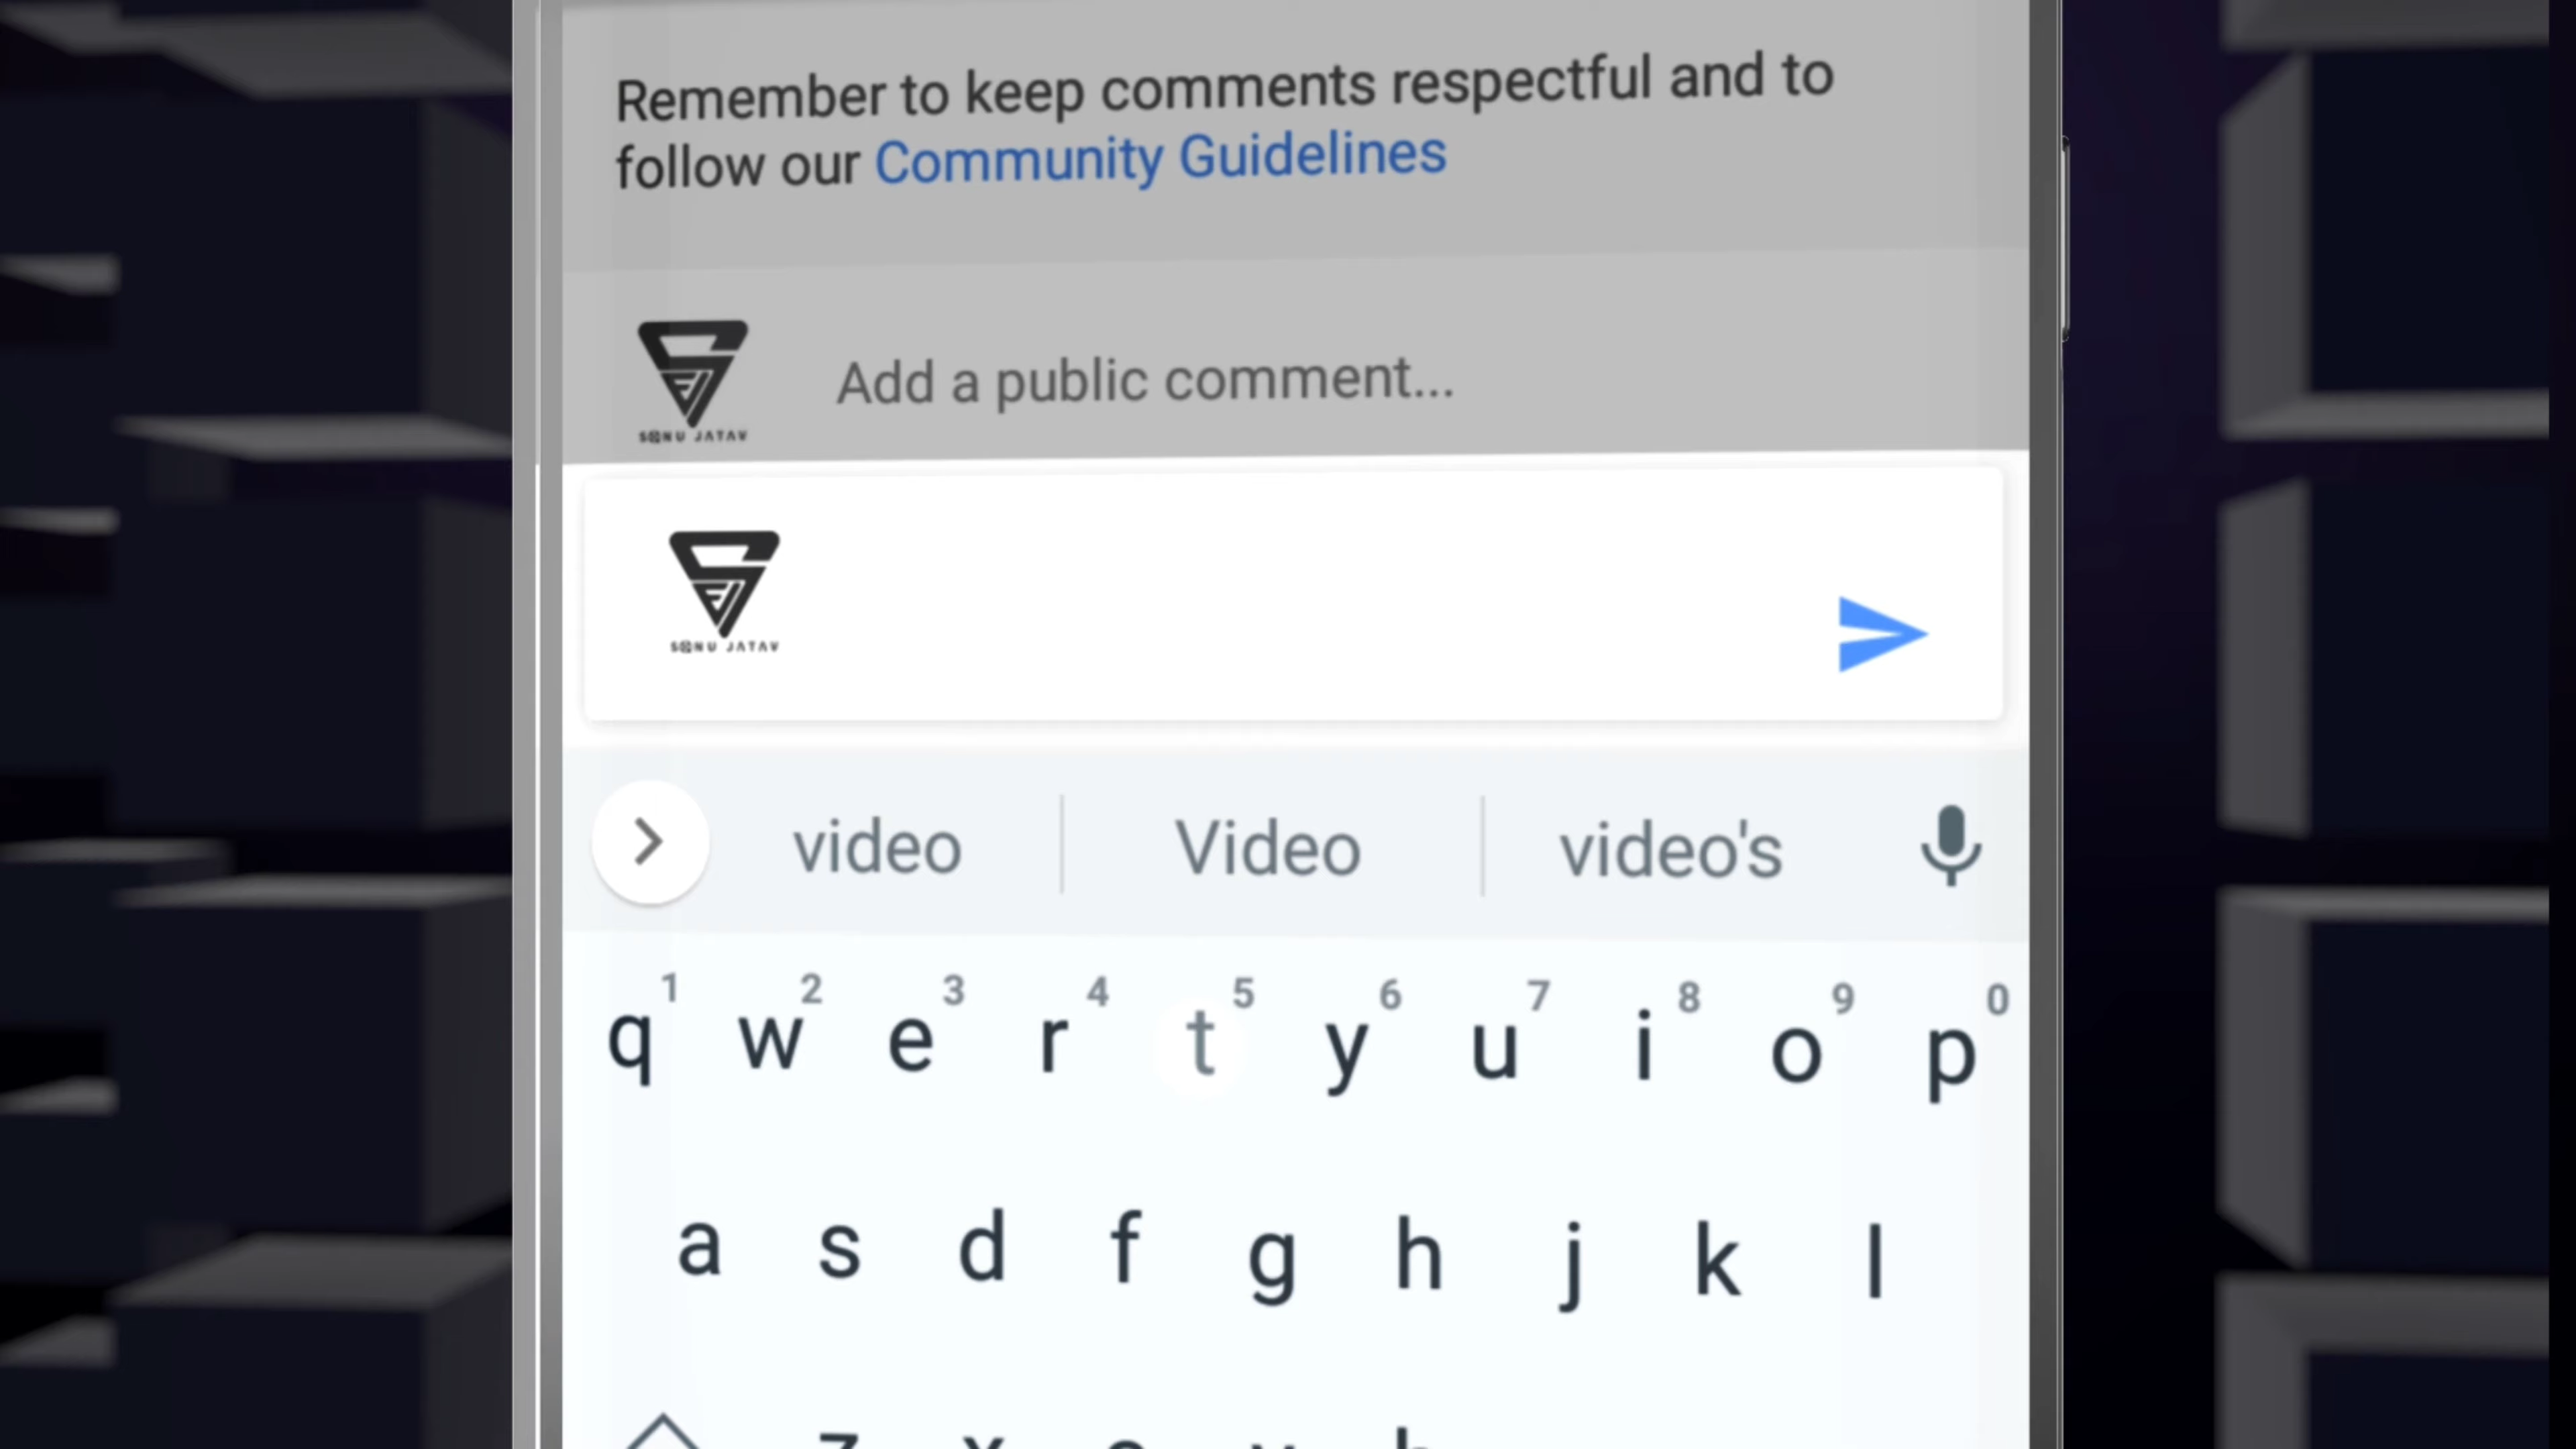 Remember to keep comments respectful and to
follow our Community Guidelines
Add a public comment...
SONU JATAV
SONU JATAV
video Video video's
1 2 3 4 5 6 7 8 9 0
q w e r t y u i o p
a s d f g h j k l
z x c v b